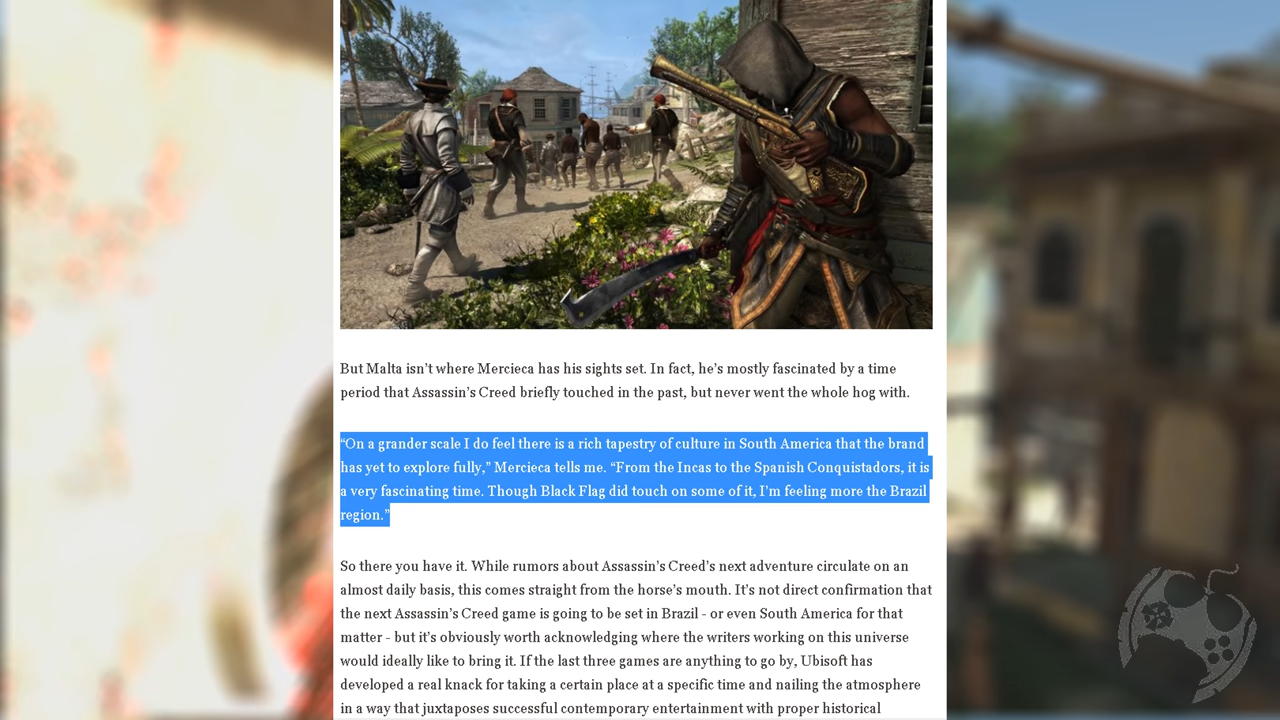 But Malta isn’t where Mercieca has his sights set. In fact, he’s mostly fascinated by a time
period that Assassin’s Creed briefly touched in the past, but never went the whole hog with.
“On a grander scale I do feel there is a rich tapestry of culture in South America that the brand
has yet to explore fully,” Mercieca tells me. “From the Incas to the Spanish Conquistadors, it is
a very fascinating time. Though Black Flag did touch on some of it, I’m feeling more the Brazil
region.”
So there you have it. While rumors about Assassin’s Creed’s next adventure circulate on an
almost daily basis, this comes straight from the horse’s mouth. It’s not direct confirmation that
the next Assassin’s Creed game is going to be set in Brazil - or even South America for that
matter - but it’s obviously worth acknowledging where the writers working on this universe
would ideally like to bring it. If the last three games are anything to go by, Ubisoft has
developed a real knack for taking a certain place at a specific time and nailing the atmosphere
in a way that juxtaposes successful contemporary entertainment with proper historical